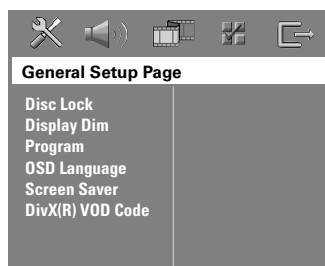 General Setup Page
Disc Lock
Display Dim
Program
OSD Language
Screen Saver
DivX(R) VOD Code